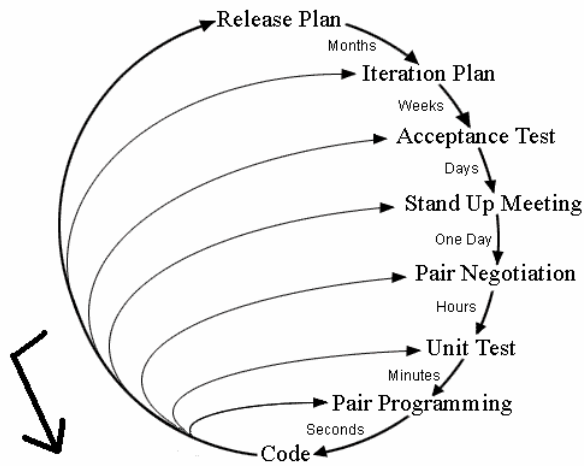 Release Plan
Months
Iteration Plan
Weeks
Acceptance Test
Days
Stand Up Meeting
One Day
Pair Negotiation
Hours
Unit Test
Minutes
Pair Programming
Seconds
Code